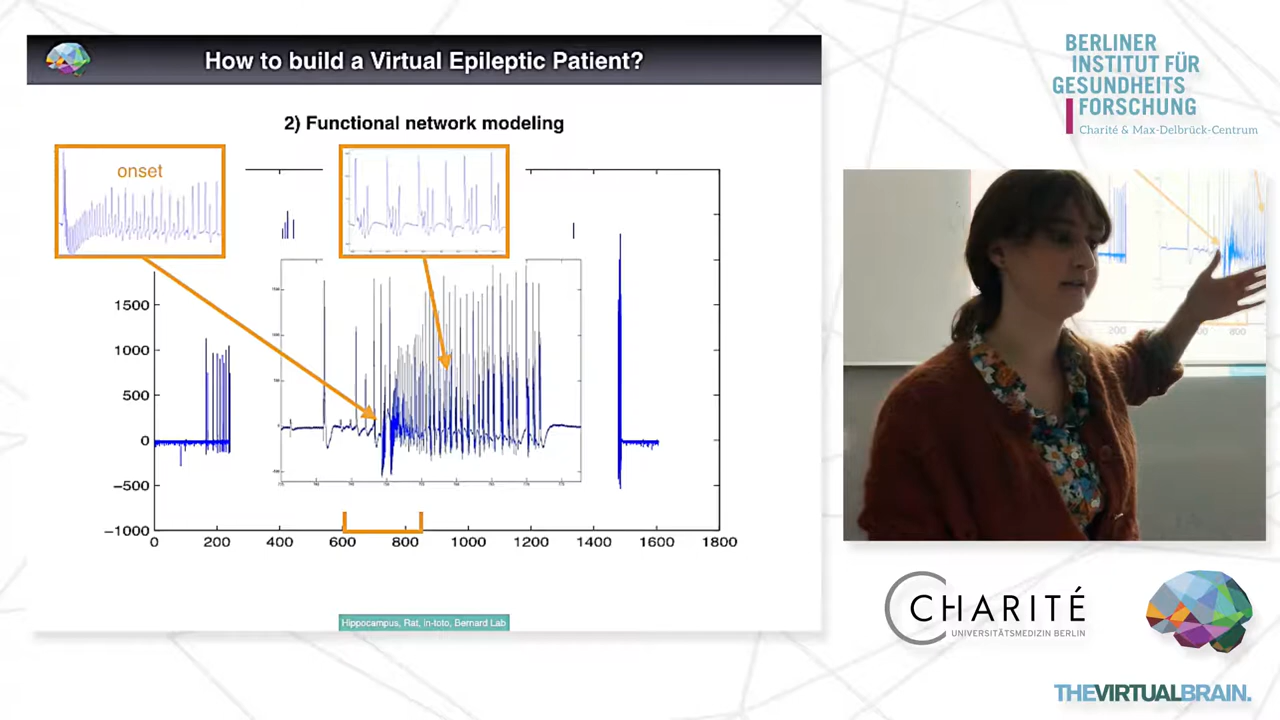 How to build a Virtual Epileptic Patient?
2) Functional network modeling
onset
1500
1000
500
0
−500
−1000
0 200 400 600 800 1000 1200 1400 1600 1800
Hippocampus, Rat, in-toto, Bernard Lab
BERLINER
INSTITUT FÜR
GESUNDHEITS
FORSCHUNG
Charité & Max-Delbrück-Centrum
200
800
CHARITÉ
UNIVERSITÄTSMEDIZIN BERLIN
THEVIRTUALBRAIN.